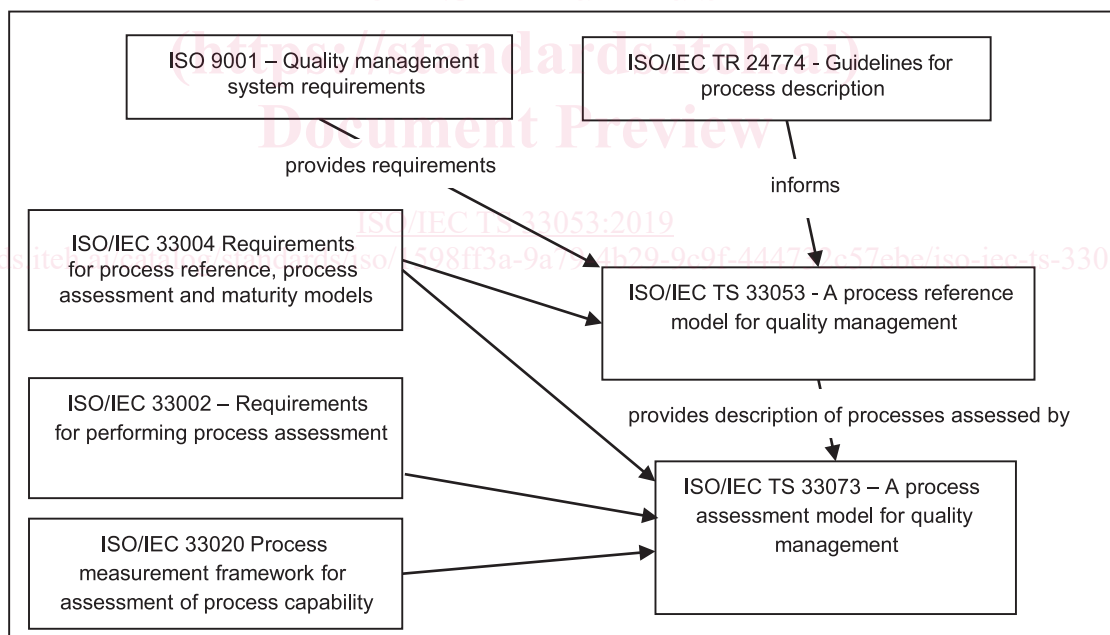 (https://standards.iteh.ai)
Document Preview
ISO 9001 – Quality management
system requirements
ISO/IEC TR 24774 - Guidelines for
process description
provides requirements
informs
ISO/IEC TS 33053:2019
ISO/IEC 33004 Requirements
for process reference, process
assessment and maturity models
ISO/IEC TS 33053 - A process reference
model for quality management
ISO/IEC 33002 – Requirements
for performing process assessment
provides description of processes assessed by
ISO/IEC TS 33073 – A process
assessment model for quality
management
ISO/IEC 33020 Process
measurement framework for
assessment of process capability